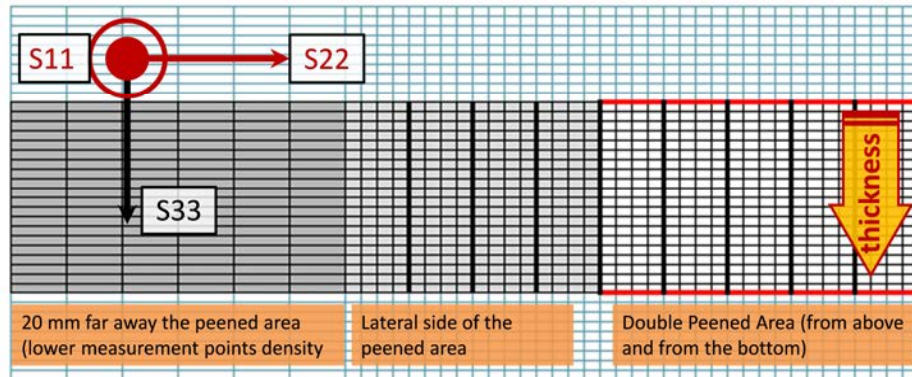 S11
S22
S33
thickness
20 mm far away the peened area
(lower measurement points density
Lateral side of the
peened area
Double Peened Area (from above
and from the bottom)